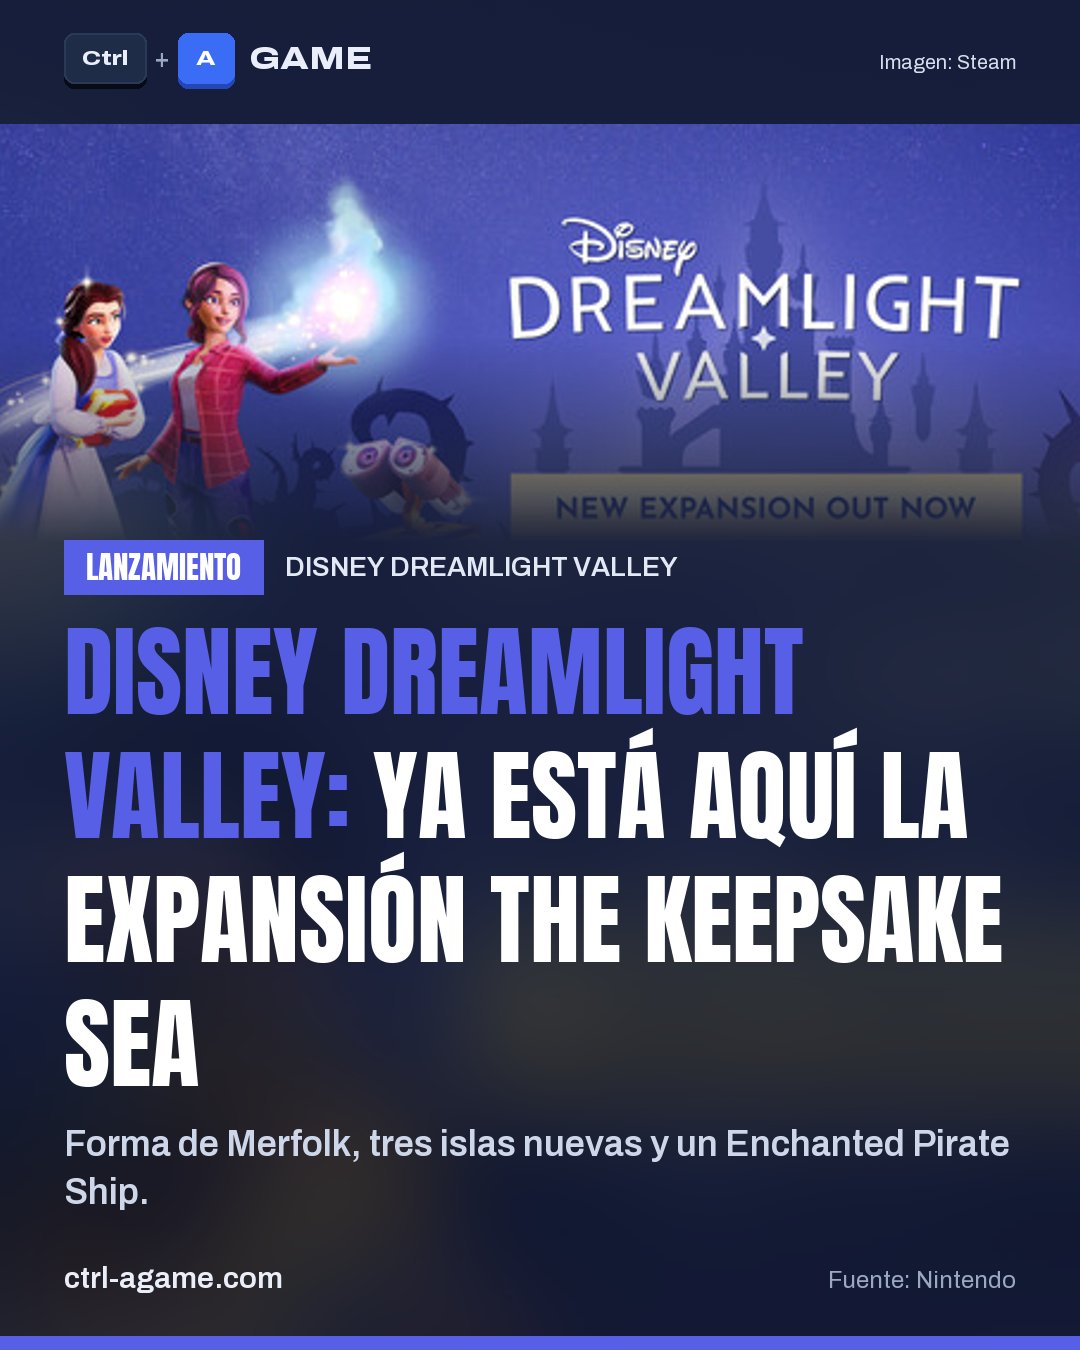 Ctrl + A GAME
Imagen: Steam
Disney
DREAMLIGHT
VALLEY
NEW EXPANSION OUT NOW
LANZAMIENTO
DISNEY DREAMLIGHT VALLEY
DISNEY DREAMLIGHT
VALLEY: YA ESTÁ AQUÍ LA
EXPANSIÓN THE KEEPSAKE
SEA
Forma de Merfolk, tres islas nuevas y un Enchanted Pirate
Ship.
ctrl-agame.com
Fuente: Nintendo